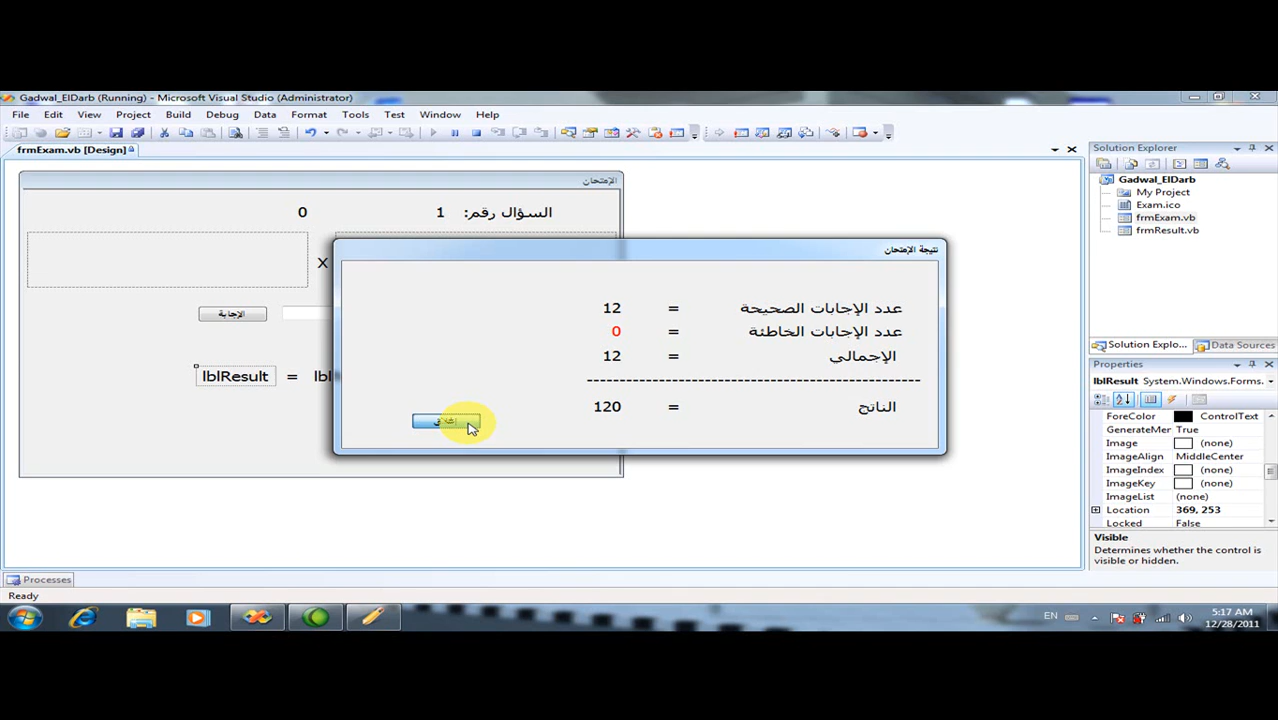 Gadwal_ElDarb (Running) - Microsoft Visual Studio (Administrator)
File Edit View Project Build Debug Data Format Tools Test Window Help
frmExam.vb [Design]
الإمتحان
السؤال رقم: 1 0
X
الإجابة
lblResult = lbl
نتيجة الإمتحان
عدد الإجابات الصحيحة = 12
عدد الإجابات الخاطئة = 0
الإجمالي = 12
--------------------------------------------------
الناتج = 120
إغلاق
Solution Explorer
Gadwal_ElDarb
My Project
Exam.ico
frmExam.vb
frmResult.vb
Solution Explo... Data Sources
Properties
lblResult System.Windows.Forms.
ForeColor ControlText
GenerateMer True
Image (none)
ImageAlign MiddleCenter
ImageIndex (none)
ImageKey (none)
ImageList (none)
Location 369, 253
Locked False
Visible
Determines whether the control is
visible or hidden.
Processes
Ready
EN
5:17 AM
12/28/2011